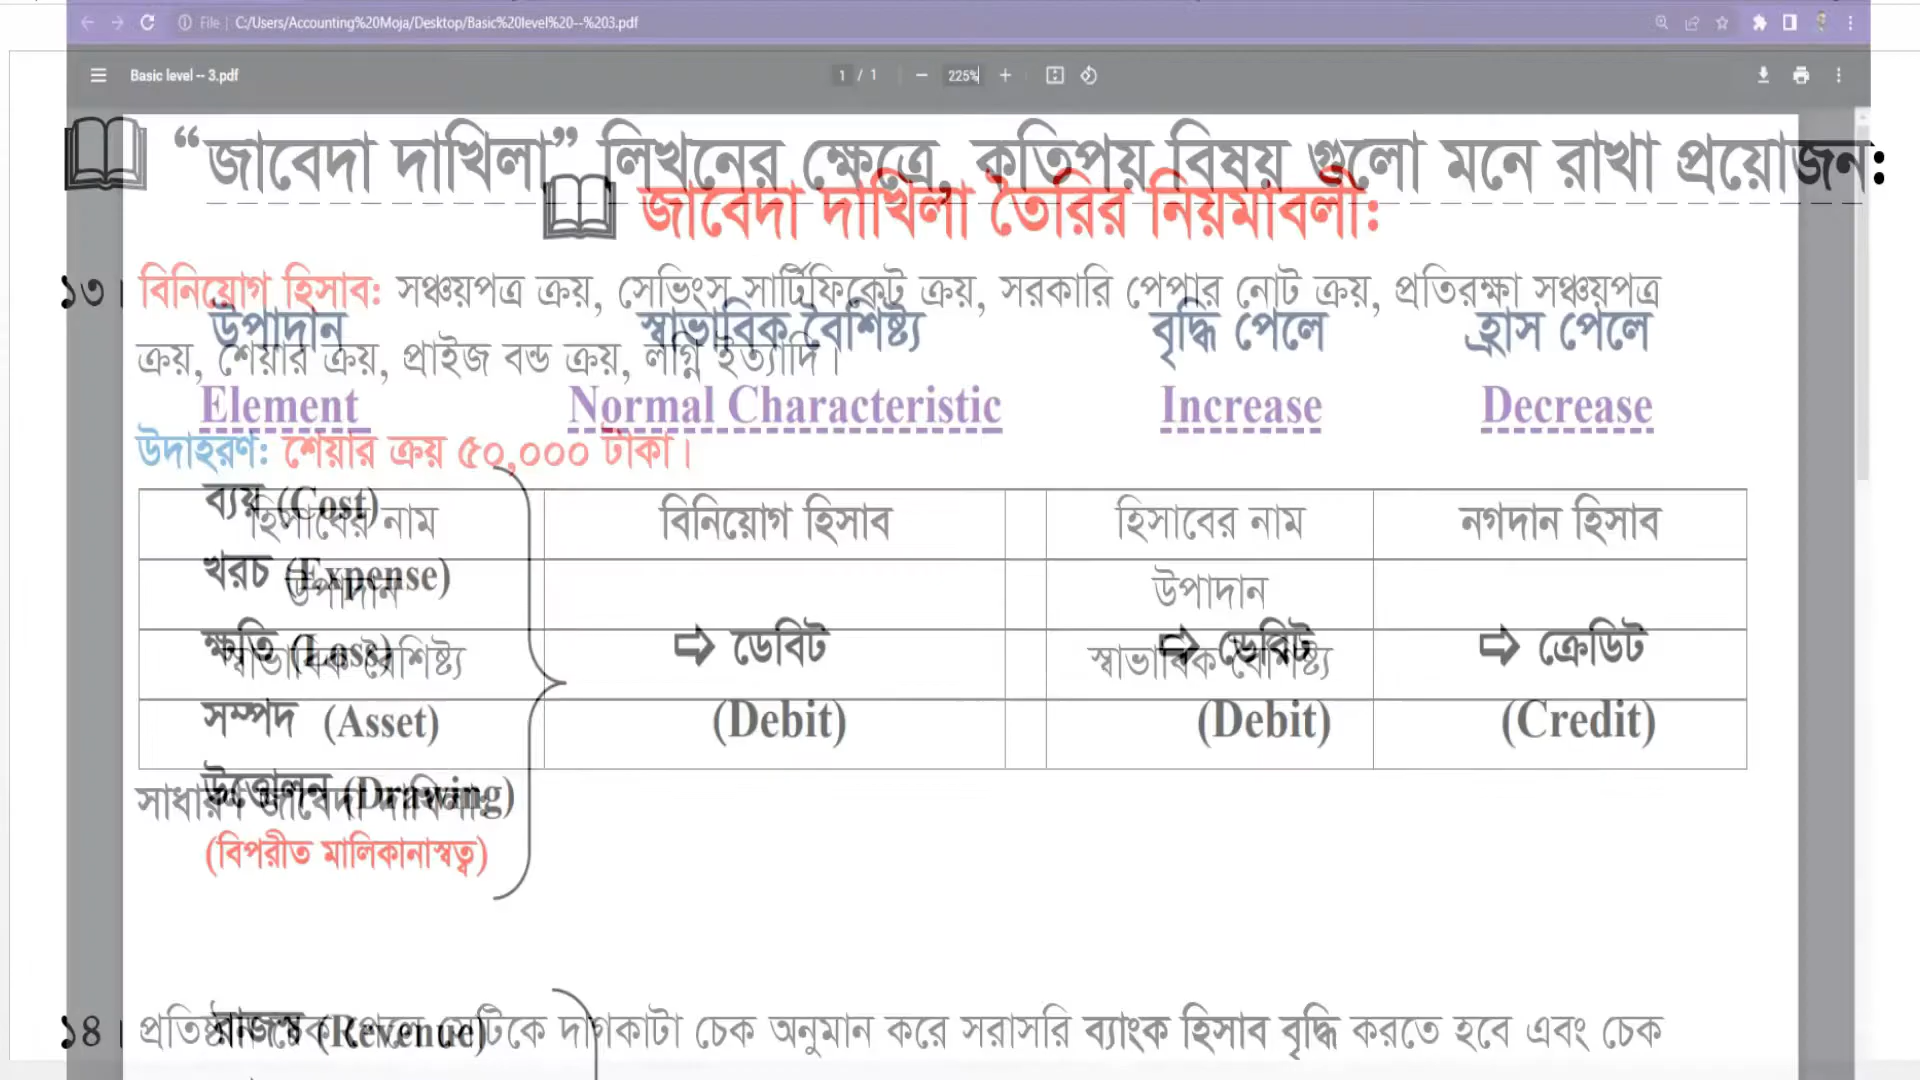 File | C:/Users/Accounting%20Moja/Desktop/Basic%20level%20--%203.pdf
Basic level -- 3.pdf
1 / 1
225%
“জাবেদা দাখিলা” লিখনের ক্ষেত্রে, কতিপয় বিষয় গুলো মনে রাখা প্রয়োজন:
জাবেদা দাখিলা তৈরির নিয়মাবলী:
১৩। বিনিয়োগ হিসাব: সঞ্চয়পত্র ক্রয়, সেভিংস সার্টিফিকেট ক্রয়, সরকারি পেপার নোট ক্রয়, প্রতিরক্ষা সঞ্চয়পত্র
উপাদান স্বাভাবিক বৈশিষ্ট্য বৃদ্ধি পেলে হ্রাস পেলে
ক্রয়, শেয়ার ক্রয়, প্রাইজ বন্ড ক্রয়, লগ্নি ইত্যাদি।
Element Normal Characteristic Increase Decrease
উদাহরণ: শেয়ার ক্রয় ৫০,০০০ টাকা।
ব্যয় (Cost)
হিসাবের নাম বিনিয়োগ হিসাব হিসাবের নাম নগদান হিসাব
খরচ (Expense)
উপাদান উপাদান
ক্ষতি (Loss) ⇨ ডেবিট ⇨ ডেবিট ⇨ ক্রেডিট
স্বাভাবিক বৈশিষ্ট্য স্বাভাবিক বৈশিষ্ট্য
সম্পদ (Asset) (Debit) (Debit) (Credit)
উত্তোলন (Drawing)
সাধারণ জাবেদা দাখিলা:
(বিপরীত মালিকানাস্বত্ব)
রাজস্ব (Revenue)
১৪। প্রতিষ্ঠান চেক পেলে সেটিকে দাগকাটা চেক অনুমান করে সরাসরি ব্যাংক হিসাব বৃদ্ধি করতে হবে এবং চেক